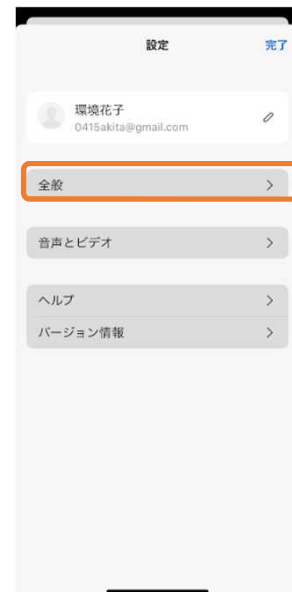 設定
完了
環境花子
0415akita@gmail.com
全般
音声とビデオ
ヘルプ
バージョン情報